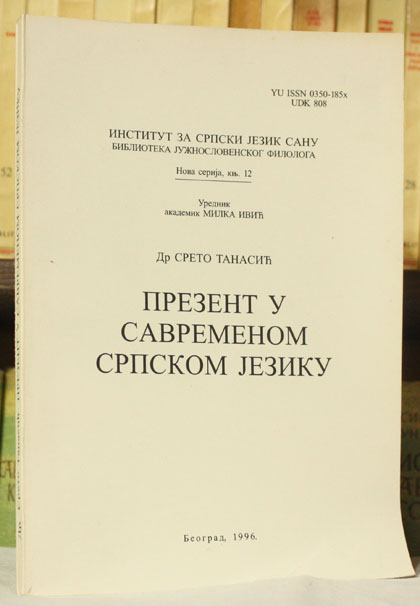 YU ISSN 0350-185x
UDK 808
ИНСТИТУТ ЗА СРПСКИ ЈЕЗИК САНУ
БИБЛИОТЕКА ЈУЖНОСЛОВЕНСКОГ ФИЛОЛОГА
Нова серија, књ. 12
Уредник
академик МИЛКА ИВИЋ
Др СРЕТО ТАНАСИЋ
ПРЕЗЕНТ У
САВРЕМЕНОМ
СРПСКОМ ЈЕЗИКУ
Београд, 1996.